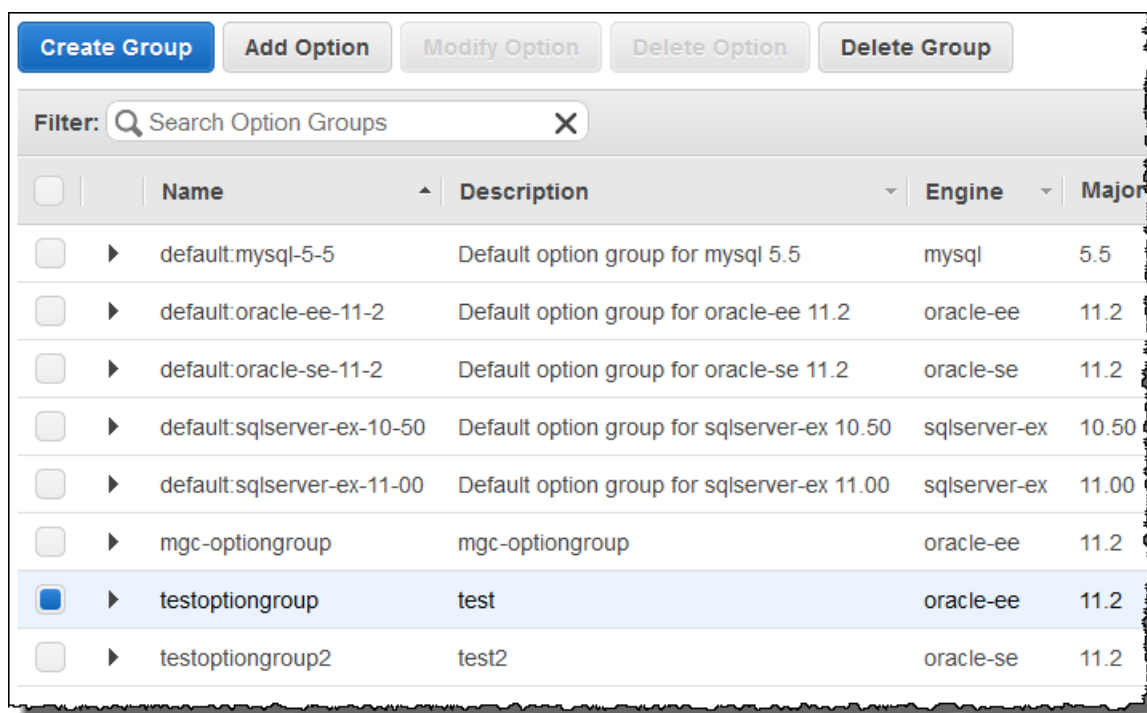 Create Group Add Option Modify Option Delete Option Delete Group
Filter: Search Option Groups
Name Description Engine Major
default:mysql-5-5 Default option group for mysql 5.5 mysql 5.5
default:oracle-ee-11-2 Default option group for oracle-ee 11.2 oracle-ee 11.2
default:oracle-se-11-2 Default option group for oracle-se 11.2 oracle-se 11.2
default:sqlserver-ex-10-50 Default option group for sqlserver-ex 10.50 sqlserver-ex 10.50
default:sqlserver-ex-11-00 Default option group for sqlserver-ex 11.00 sqlserver-ex 11.00
mgc-optiongroup mgc-optiongroup oracle-ee 11.2
testoptiongroup test oracle-ee 11.2
testoptiongroup2 test2 oracle-se 11.2